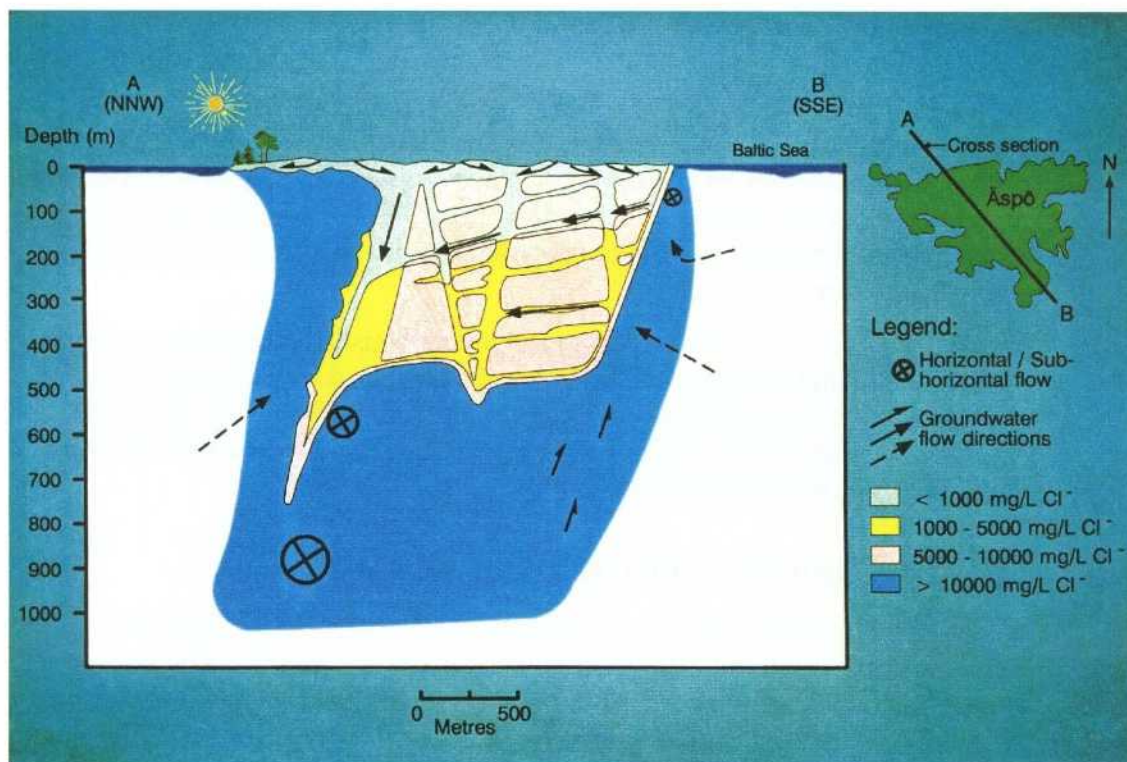 A
(NNW)
B
(SSE)
Depth (m)
Baltic Sea
0
100
200
300
400
500
600
700
800
900
1000
0 500
Metres
A
Cross section
N
Äspö
B
Legend:
Horizontal / Sub-
horizontal flow
Groundwater
flow directions
< 1000 mg/L Cl⁻
1000 - 5000 mg/L Cl⁻
5000 - 10000 mg/L Cl⁻
> 10000 mg/L Cl⁻